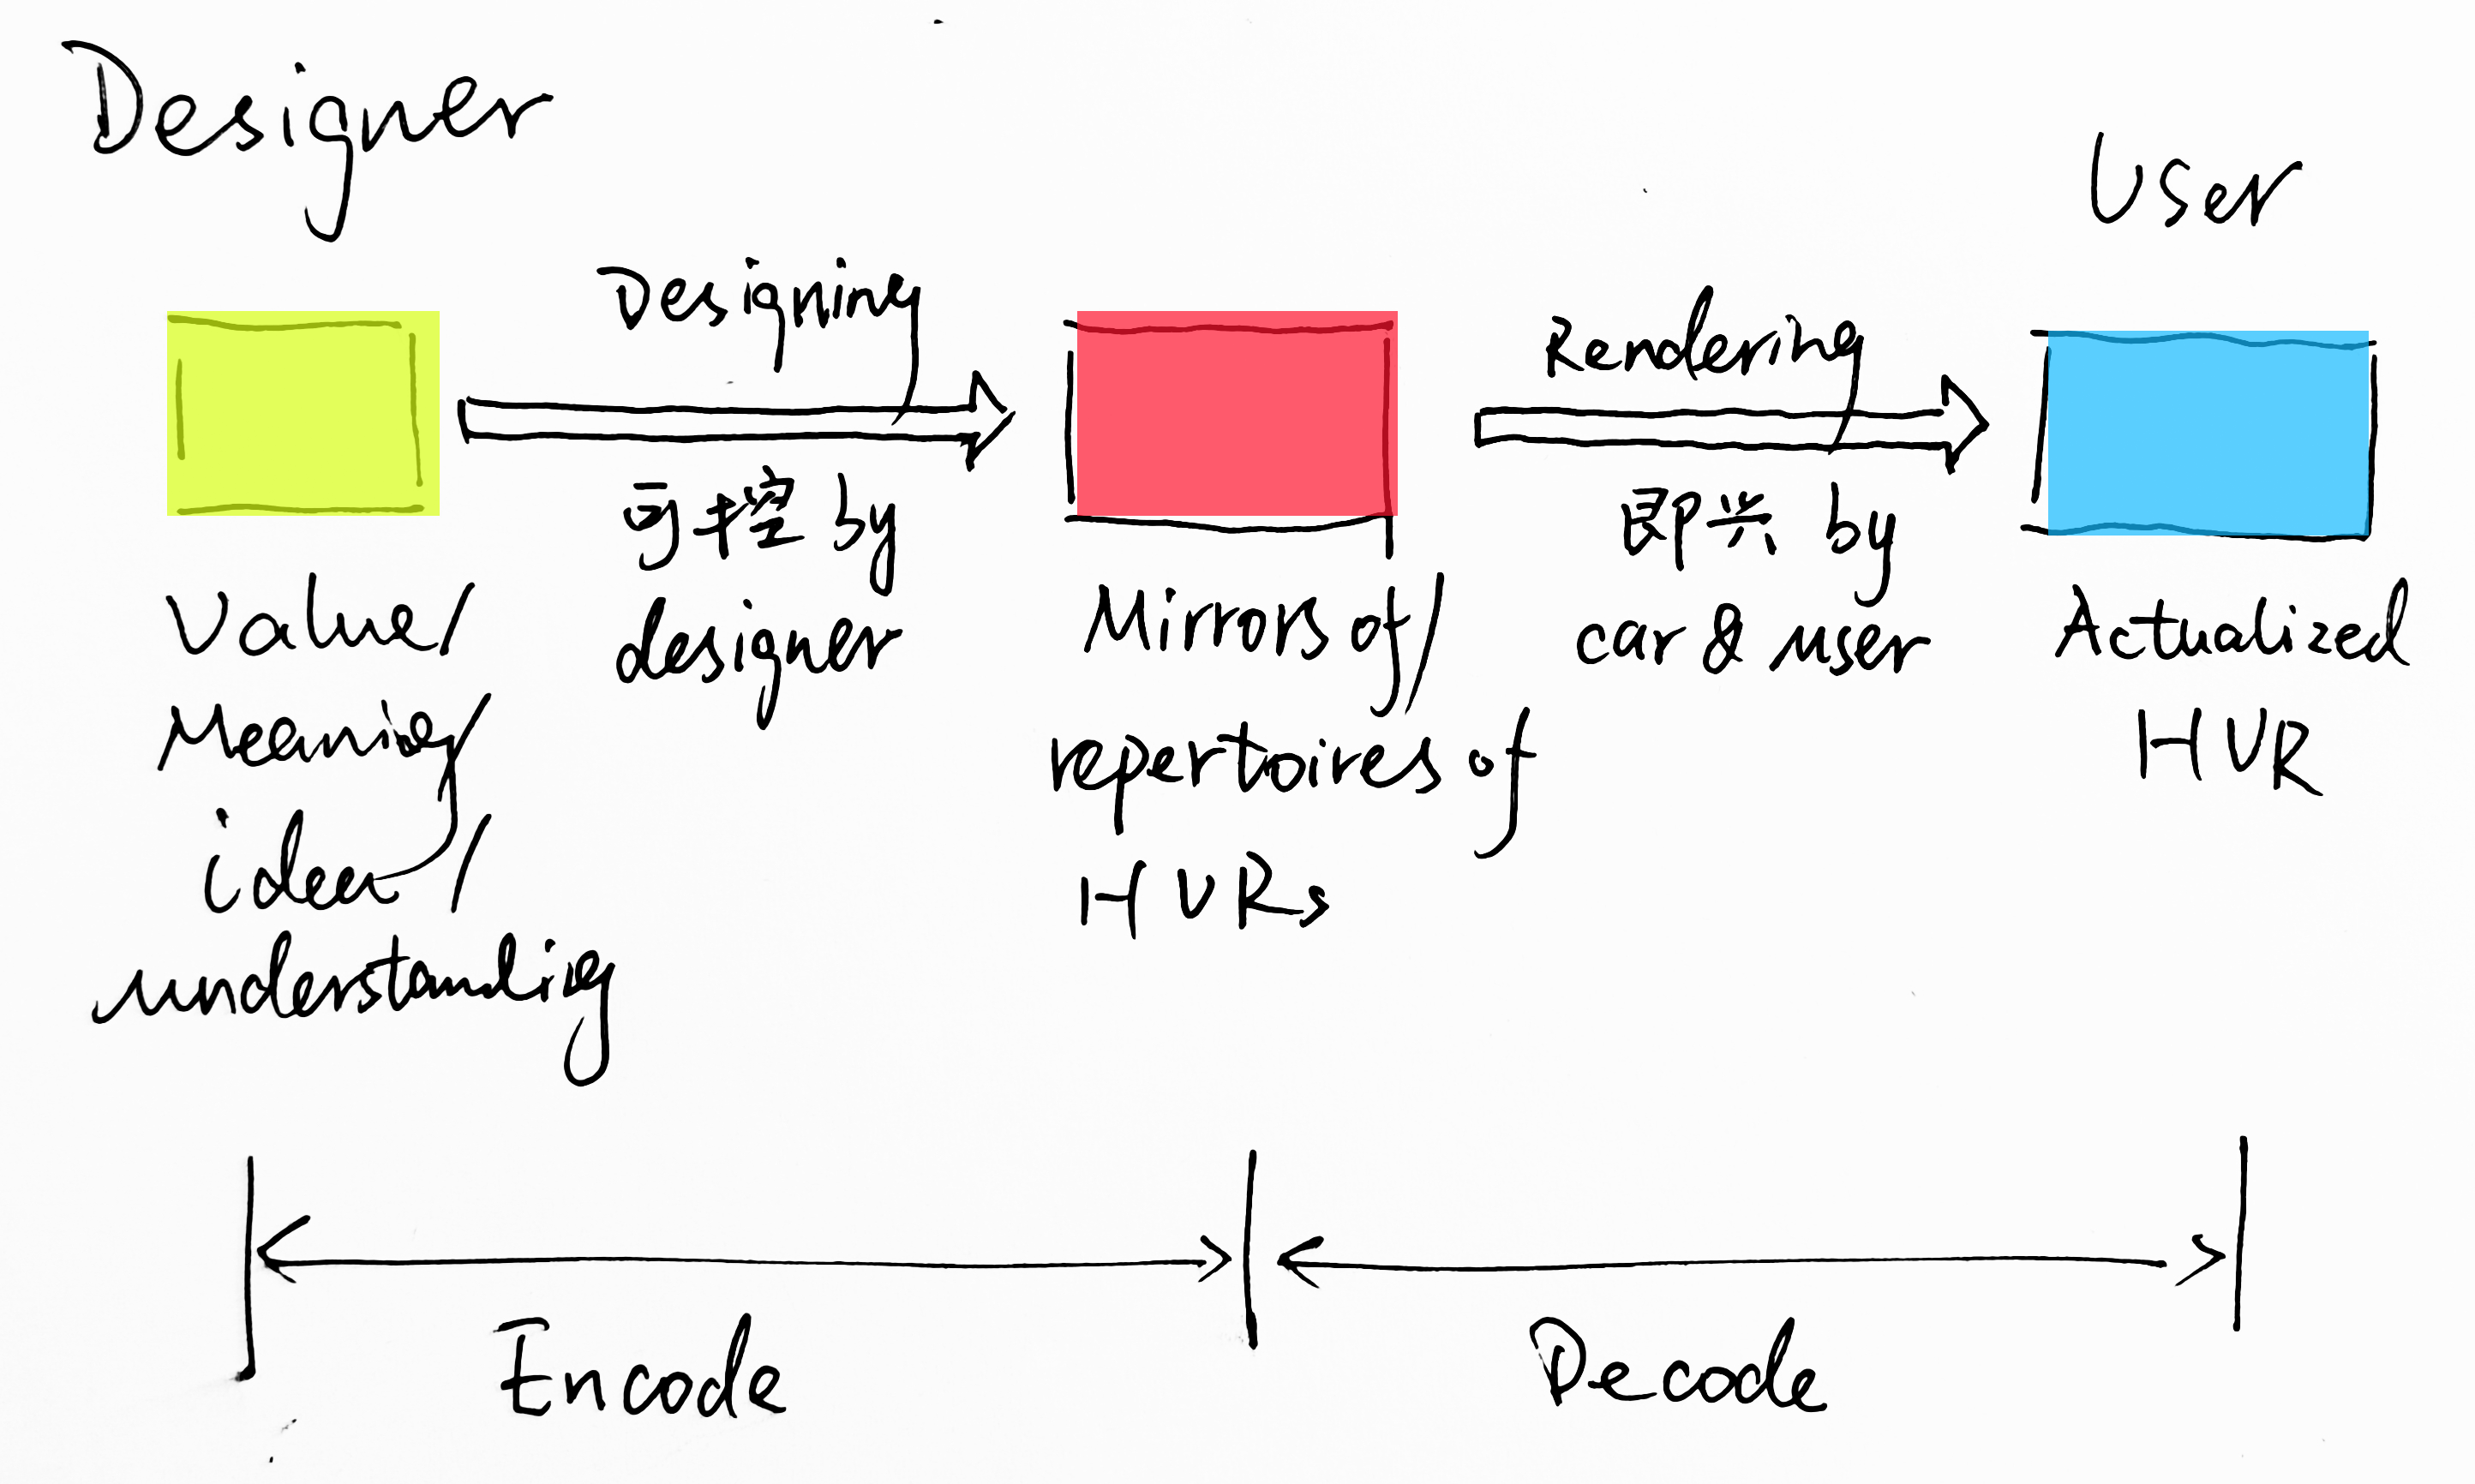 Designer
User
Designing
可控 by
designer
Rendering
即兴 by
car & user
Value/
Meaning/
idea/
understanding
Mirrors of/
repertoires of
HVRs
Actualized
HVR
Encode
Decode